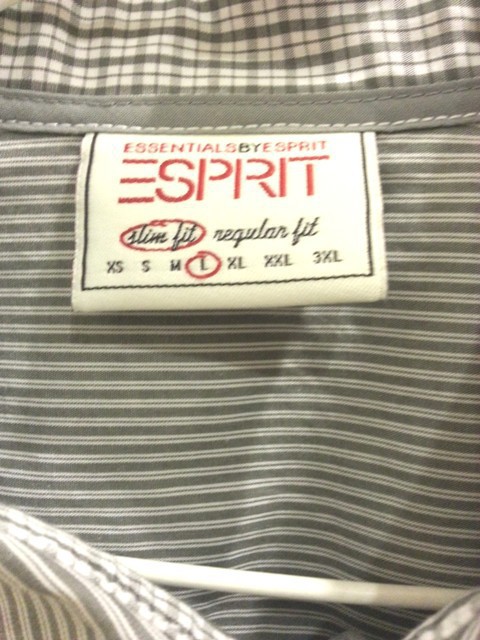 ESSENTIALSBYESPRIT
ESPRIT
slim fit regular fit
XS S M L XL XXL 3XL